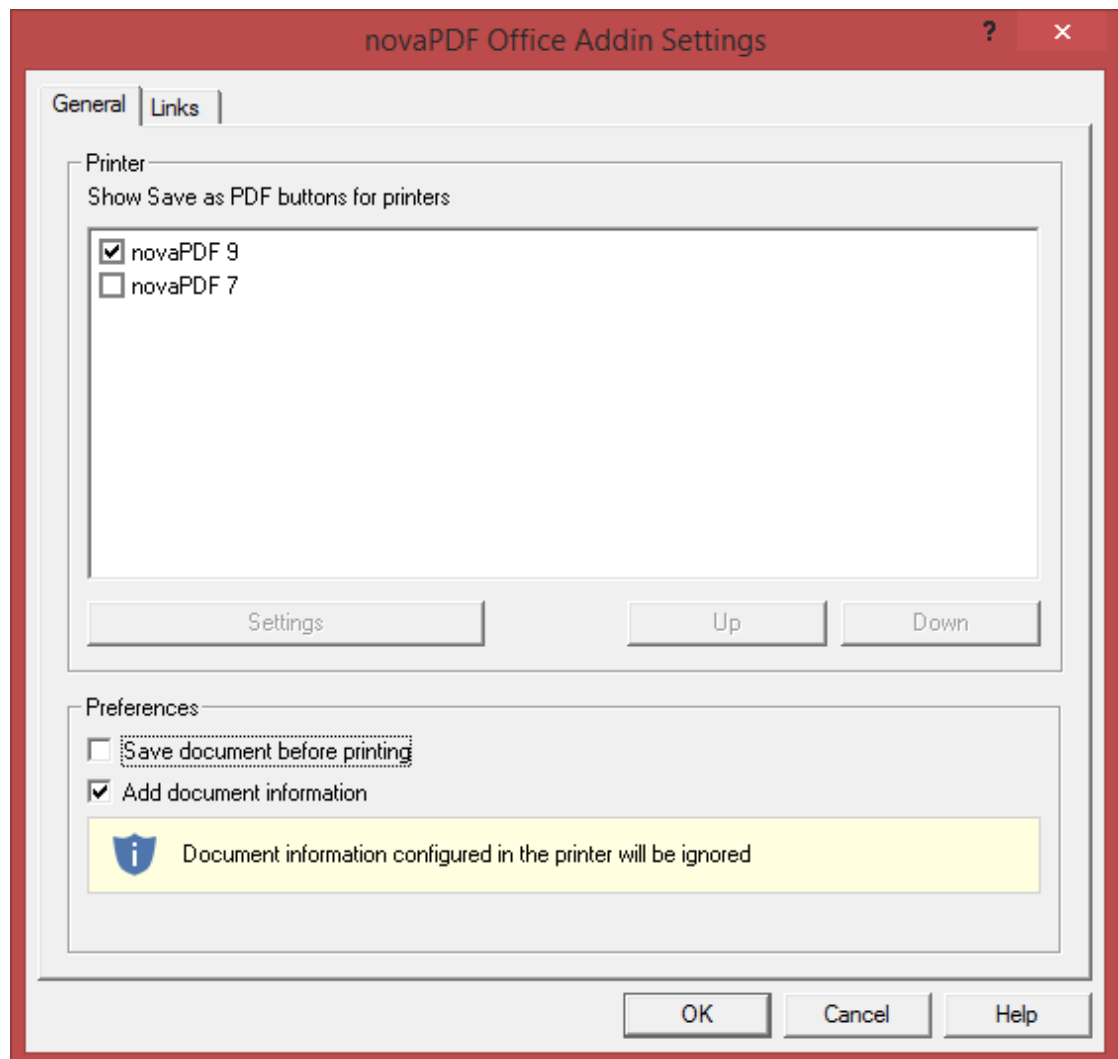 novaPDF Office Addin Settings
?
General
Links
Printer
Show Save as PDF buttons for printers
novaPDF 9
novaPDF 7
Settings
Up
Down
Preferences
Save document before printing
Add document information
Document information configured in the printer will be ignored
OK
Cancel
Help